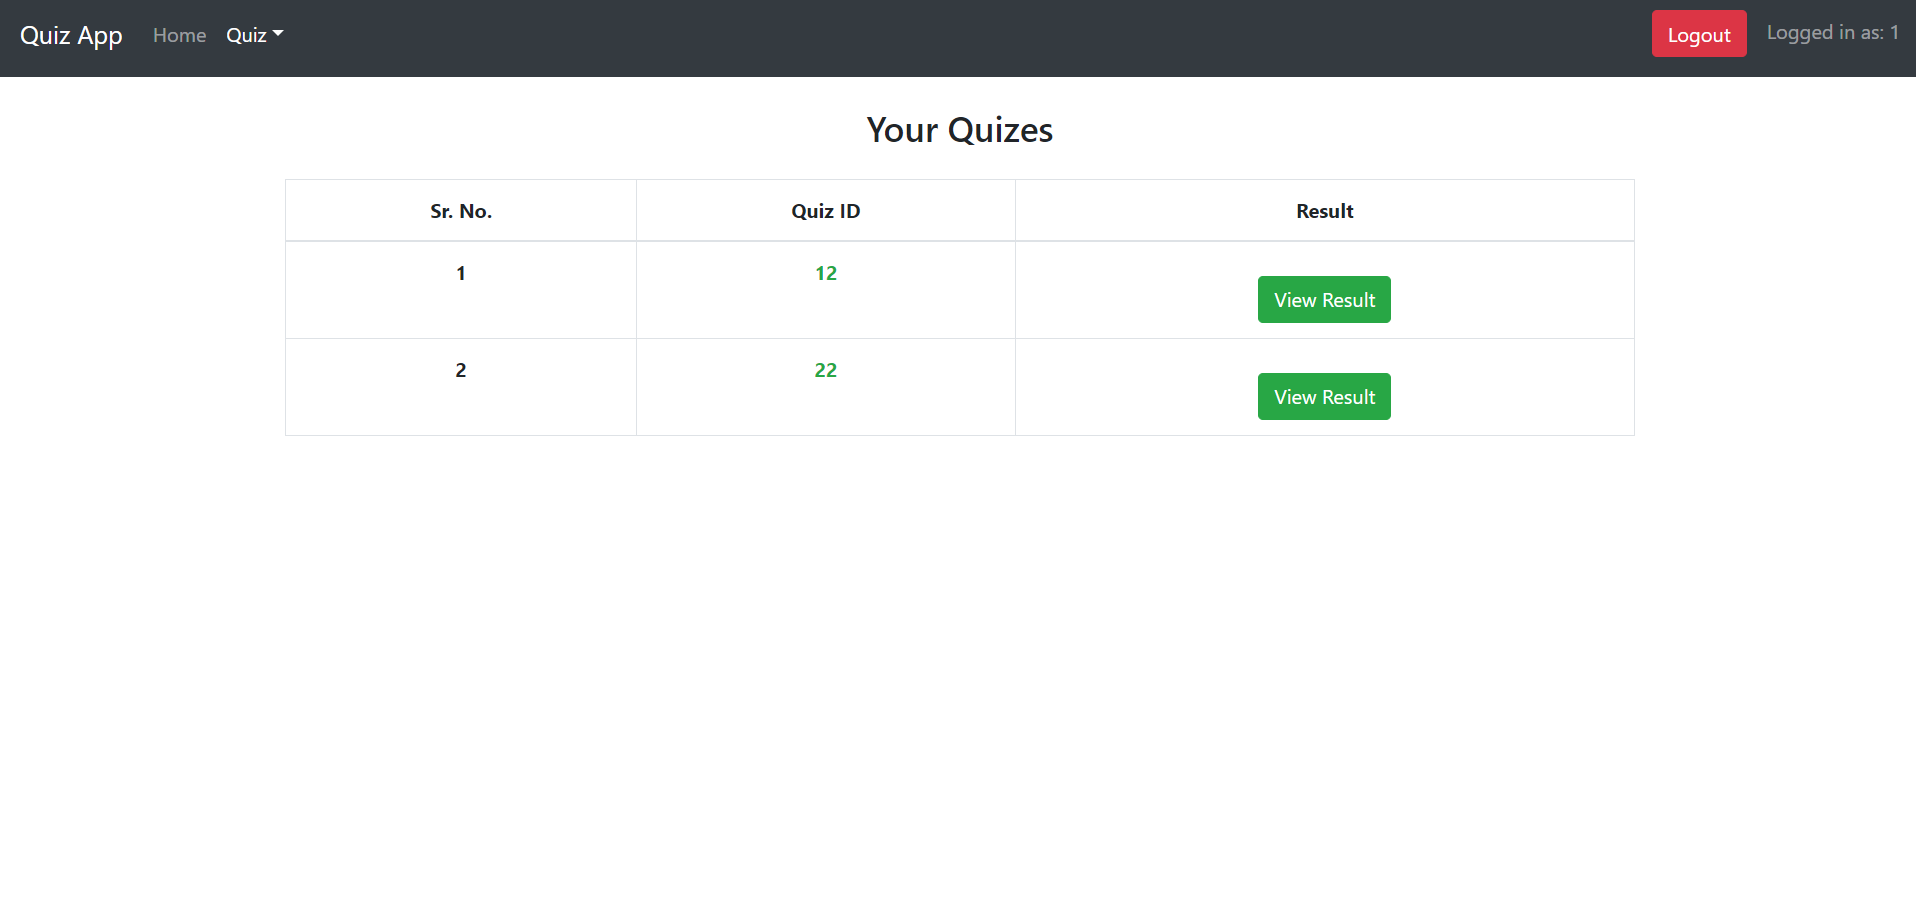 Quiz App Home Quiz Logout Logged in as: 1
Your Quizes
Sr. No. Quiz ID Result
1 12 View Result
2 22 View Result